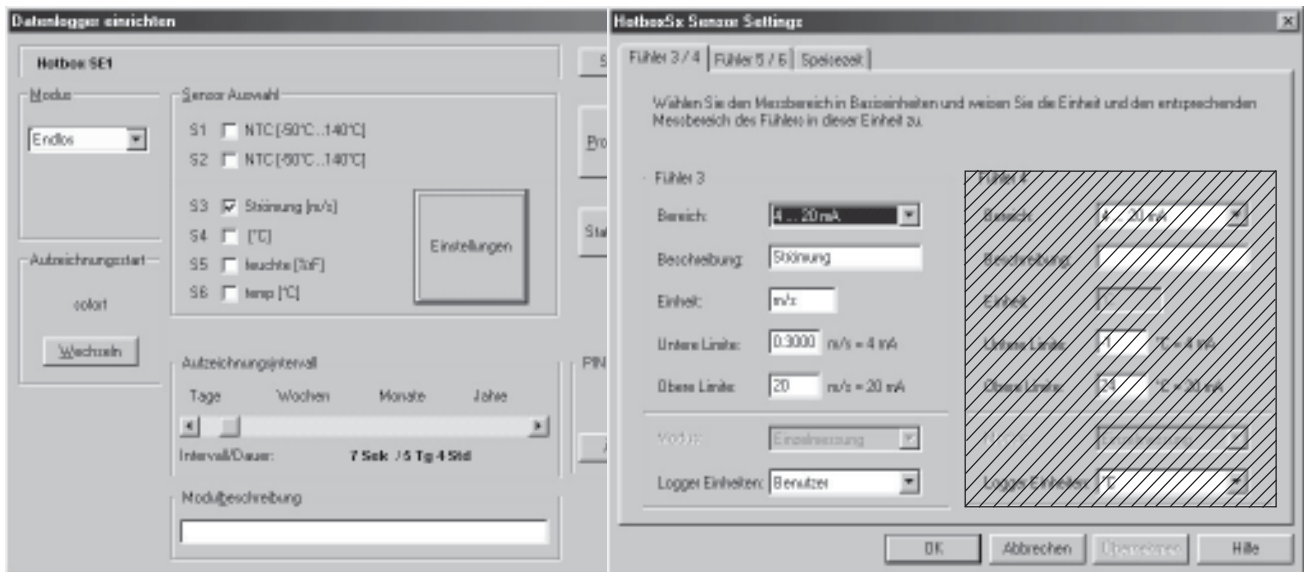 Datenlogger einrichten
Hotbox SE1
Modus
Endlos
Sensor Auswahl
S1 NTC [-50°C..140°C]
S2 NTC [-50°C..140°C]
S3 Strömung [m/s]
S4 [°C]
S5 feuchte [%rF]
S6 temp [°C]
Einstellungen
Aufzeichnungsstart
sofort
Wechseln
Aufzeichnungsintervall
Tage Wochen Monate Jahre
Intervall/Dauer: 7 Sek / 5 Tg 4 Std
Modulbeschreibung
S
Pro
Sta
PIN
HotboxSx Sensor Settings
Fühler 3 / 4 Fühler 5 / 6 Speisezeit
Wählen Sie den Messbereich in Basiseinheiten und weisen Sie die Einheit und den entsprechenden
Messbereich des Fühlers in dieser Einheit zu.
Fühler 3
Bereich: 4 ... 20 mA
Beschreibung: Strömung
Einheit: m/s
Untere Limite: 0.3000 m/s = 4 mA
Obere Limite: 20 m/s = 20 mA
Modus: Einzelmessung
Logger Einheiten: Benutzer
Fühler 4
Bereich: 4 ... 20 mA
Beschreibung:
Einheit:
Untere Limite: °C = 4 mA
Obere Limite: 24 °C = 20 mA
Modus: Einzelmessung
Logger Einheiten: °C
OK Abbrechen Übernehmen Hilfe